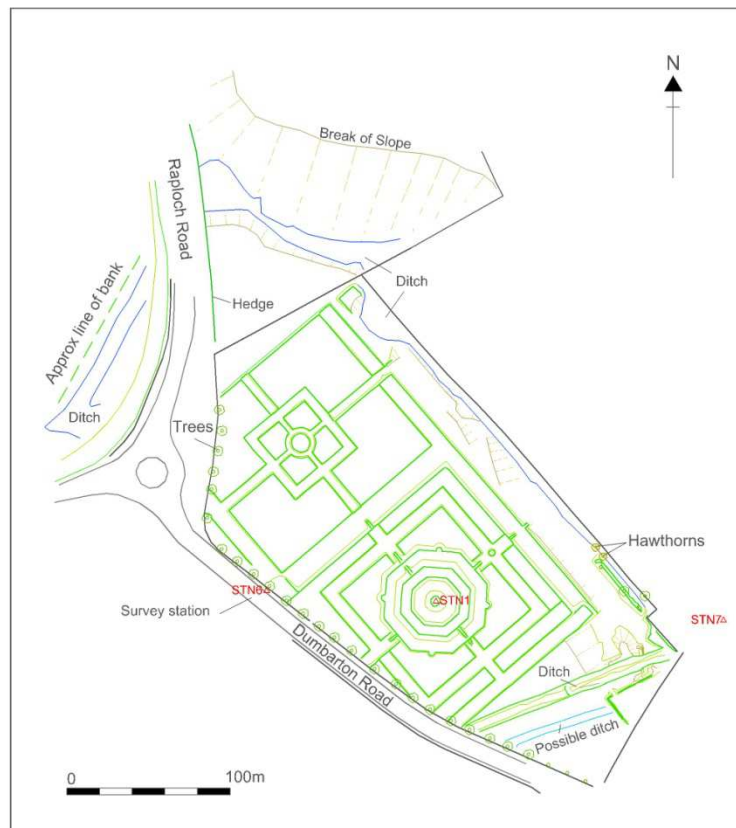 N
Break of Slope
Raploch Road
Ditch
Approx line of bank
Hedge
Ditch
Trees
Hawthorns
STN6
STN1
Survey station
STN7
Dumbarton Road
Ditch
Possible ditch
0 100m